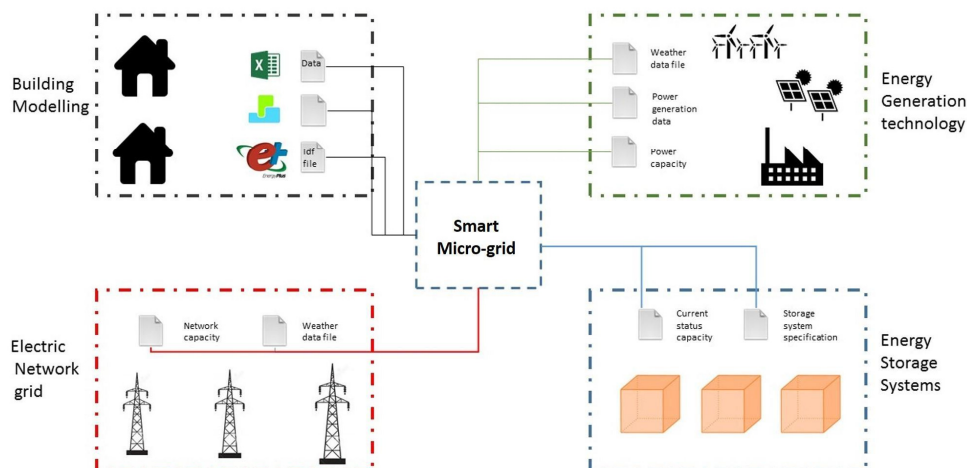 Building
Modelling
Data
Idf
file
EnergyPlus
Weather
data file
Power
generation
data
Power
capacity
Energy
Generation
technology
Smart
Micro-grid
Electric
Network
grid
Network
capacity
Weather
data file
Current
status
capacity
Storage
system
specification
Energy
Storage
Systems